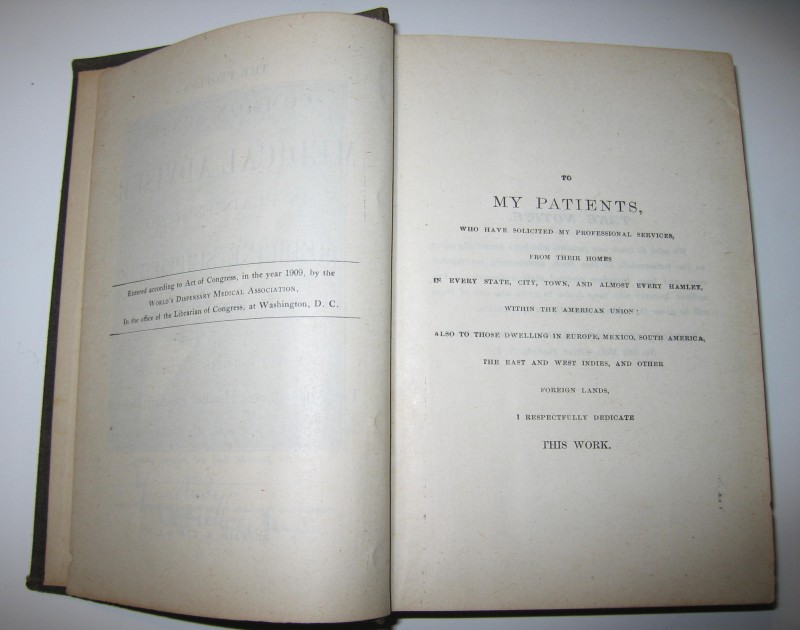 Entered according to Act of Congress, in the year 1909, by the
WORLD'S DISPENSARY MEDICAL ASSOCIATION,
In the office of the Librarian of Congress, at Washington, D. C.
TO
MY PATIENTS,
WHO HAVE SOLICITED MY PROFESSIONAL SERVICES,
FROM THEIR HOMES
IN EVERY STATE, CITY, TOWN, AND ALMOST EVERY HAMLET,
WITHIN THE AMERICAN UNION:
ALSO TO THOSE DWELLING IN EUROPE, MEXICO, SOUTH AMERICA,
THE EAST AND WEST INDIES, AND OTHER
FOREIGN LANDS,
I RESPECTFULLY DEDICATE
THIS WORK.